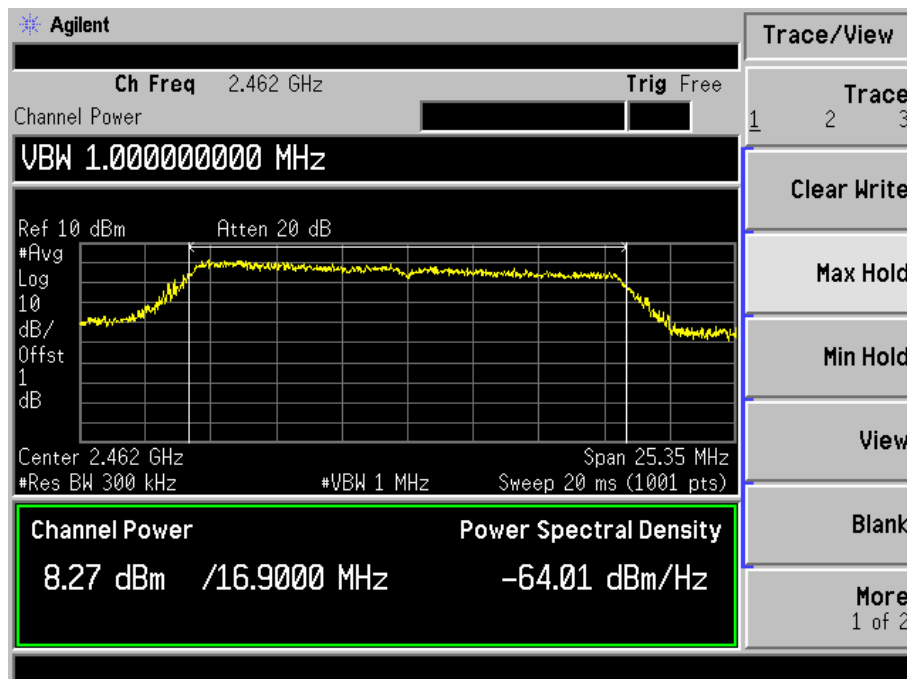 Agilent
Trace/View
Ch Freq 2.462 GHz Trig Free
Channel Power
Trace
1 2 3
VBW 1.000000000 MHz
Clear Write
Ref 10 dBm Atten 20 dB
#Avg
Log
10
dB/
Offst
1
dB
Max Hold
Min Hold
View
Center 2.462 GHz Span 25.35 MHz
#Res BW 300 kHz #VBW 1 MHz Sweep 20 ms (1001 pts)
Channel Power Power Spectral Density
8.27 dBm /16.9000 MHz -64.01 dBm/Hz
Blank
More
1 of 2